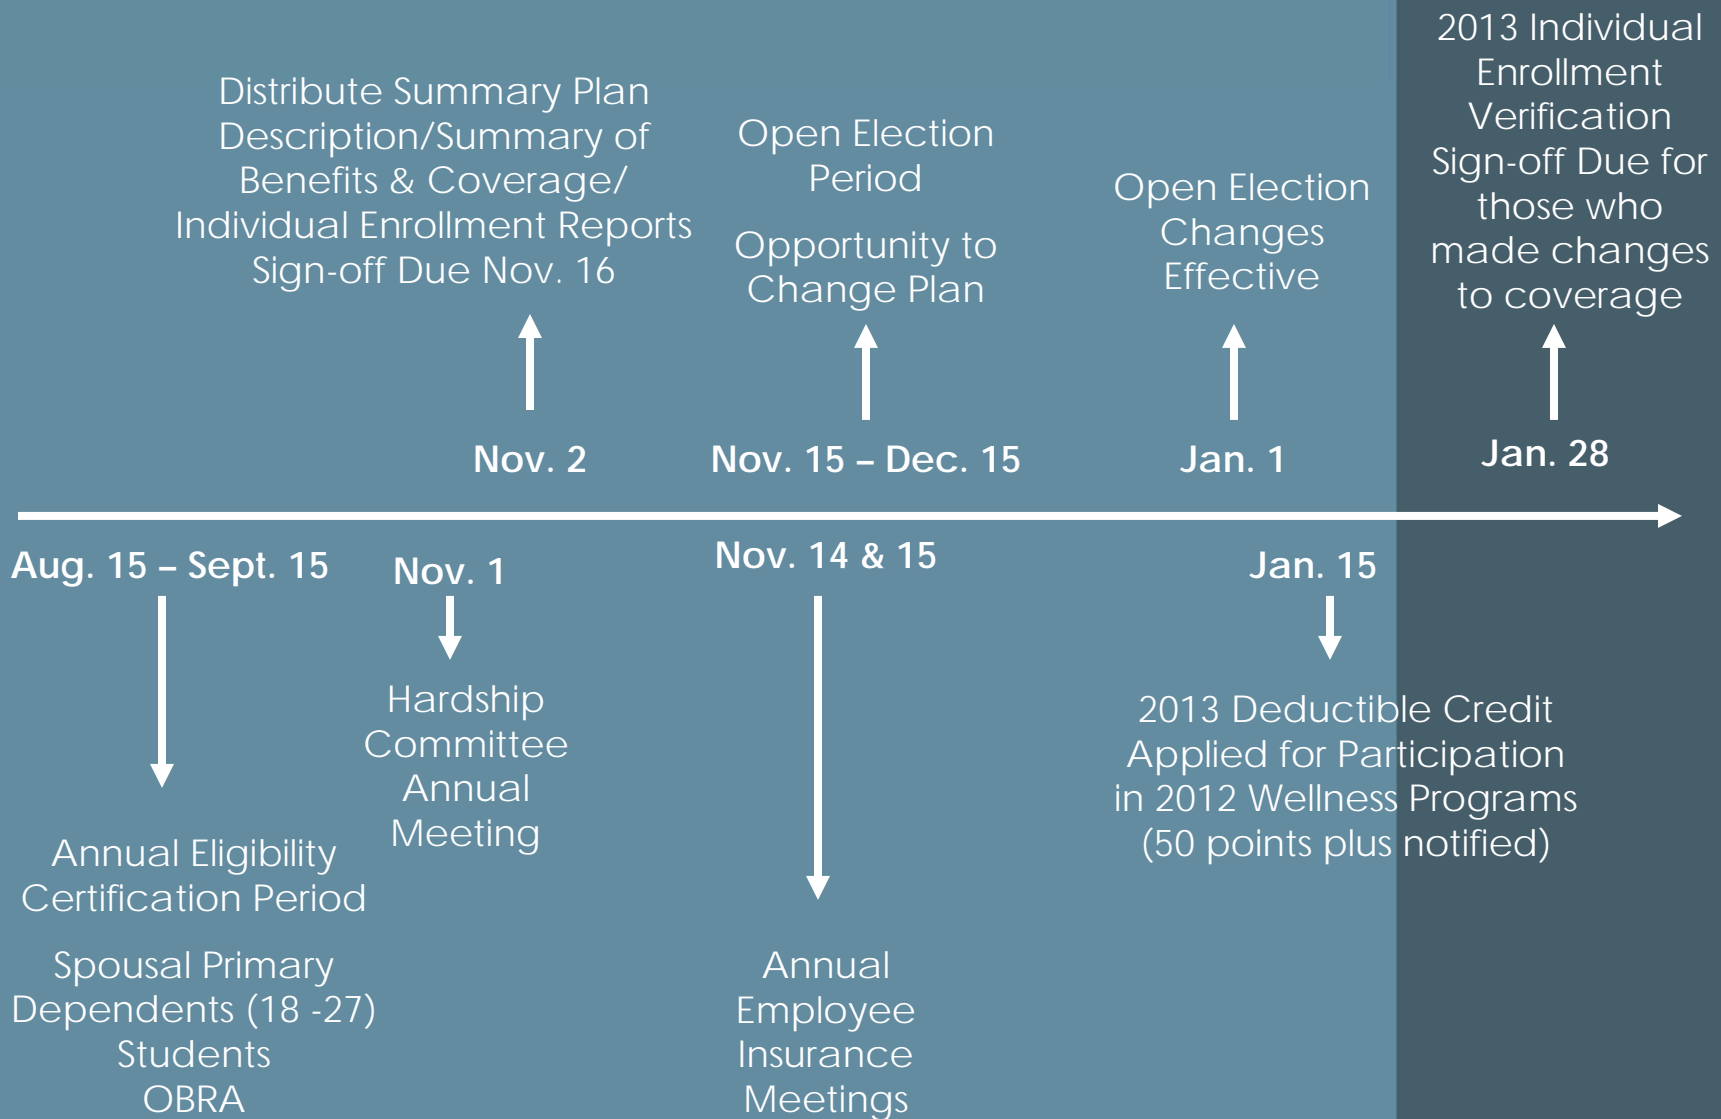 Distribute Summary Plan
Description/Summary of
Benefits & Coverage/
Individual Enrollment Reports
Sign-off Due Nov. 16
Nov. 2
Open Election
Period
Opportunity to
Change Plan
Nov. 15 – Dec. 15
Open Election
Changes
Effective
Jan. 1
2013 Individual
Enrollment
Verification
Sign-off Due for
those who
made changes
to coverage
Jan. 28
Aug. 15 – Sept. 15
Annual Eligibility
Certification Period
Spousal Primary
Dependents (18 -27)
Students
OBRA
Nov. 1
Hardship
Committee
Annual
Meeting
Nov. 14 & 15
Annual
Employee
Insurance
Meetings
Jan. 15
2013 Deductible Credit
Applied for Participation
in 2012 Wellness Programs
(50 points plus notified)